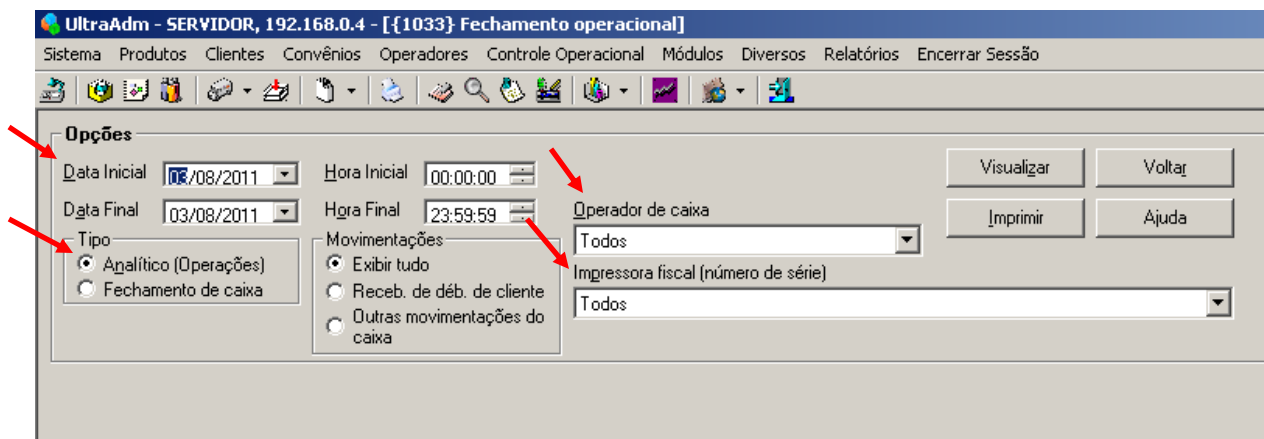 UltraAdm - SERVIDOR, 192.168.0.4 - [{1033} Fechamento operacional]
Sistema Produtos Clientes Convênios Operadores Controle Operacional Módulos Diversos Relatórios Encerrar Sessão
Opções
Data Inicial 03/08/2011 Hora Inicial 00:00:00
Data Final 03/08/2011 Hora Final 23:59:59
Tipo
Analítico (Operações)
Fechamento de caixa
Movimentações
Exibir tudo
Receb. de déb. de cliente
Outras movimentações do
caixa
Operador de caixa
Todos
Impressora fiscal (número de série)
Todos
Visualizar Voltar
Imprimir Ajuda